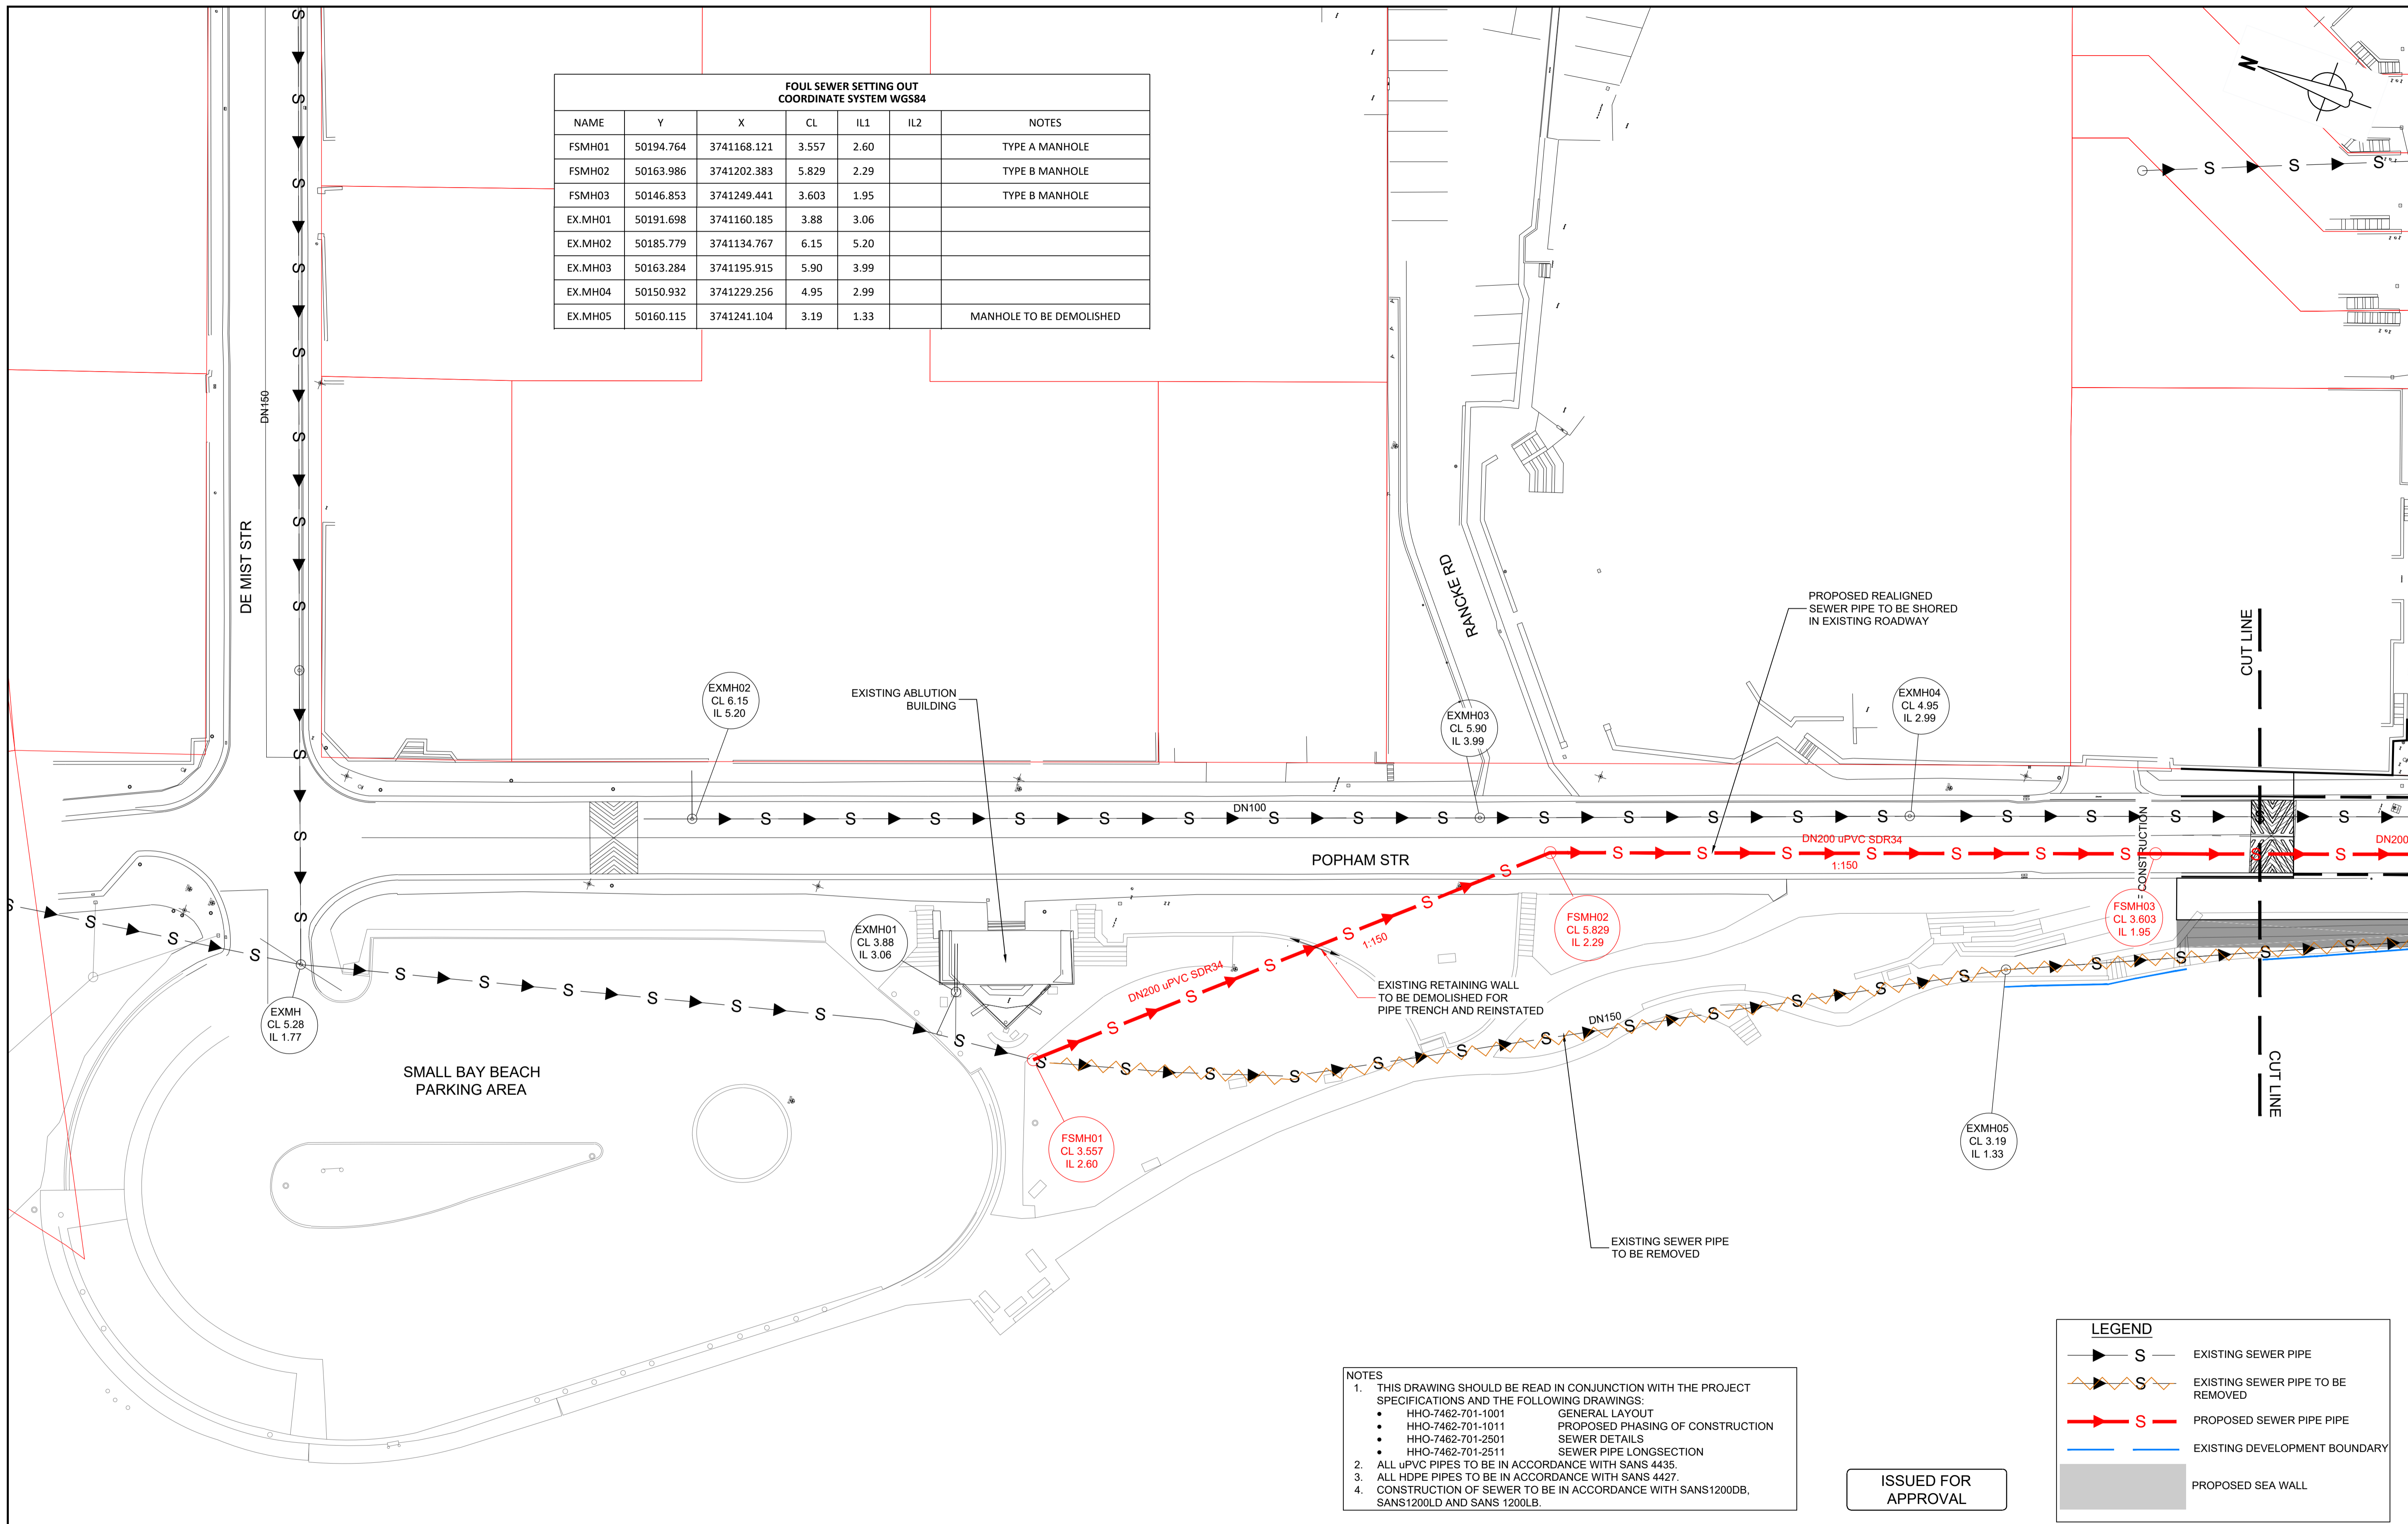 FOUL SEWER SETTING OUT
COORDINATE SYSTEM WGS84
NAME Y X CL IL1 IL2 NOTES
FSMH01 50194.764 3741168.121 3.557 2.60 TYPE A MANHOLE
FSMH02 50163.986 3741202.383 5.829 2.29 TYPE B MANHOLE
FSMH03 50146.853 3741249.441 3.603 1.95 TYPE B MANHOLE
EX.MH01 50191.698 3741160.185 3.88 3.06
EX.MH02 50185.779 3741134.767 6.15 5.20
EX.MH03 50163.284 3741195.915 5.90 3.99
EX.MH04 50150.932 3741229.256 4.95 2.99
EX.MH05 50160.115 3741241.104 3.19 1.33 MANHOLE TO BE DEMOLISHED
N
DN150
DE MIST STR
RANCKE RD
PROPOSED REALIGNED
SEWER PIPE TO BE SHORED
IN EXISTING ROADWAY
CUT LINE
EXMH02
CL 6.15
IL 5.20
EXISTING ABLUTION
BUILDING
EXMH03
CL 5.90
IL 3.99
EXMH04
CL 4.95
IL 2.99
DN100
POPHAM STR
DN200 uPVC SDR34
1:150
CONSTRUCTION
DN200
EXMH01
CL 3.88
IL 3.06
FSMH02
CL 5.829
IL 2.29
FSMH03
CL 3.603
IL 1.95
DN200 uPVC SDR34
1:150
EXISTING RETAINING WALL
TO BE DEMOLISHED FOR
PIPE TRENCH AND REINSTATED
EXMH
CL 5.28
IL 1.77
DN150
SMALL BAY BEACH
PARKING AREA
CUT LINE
FSMH01
CL 3.557
IL 2.60
EXMH05
CL 3.19
IL 1.33
EXISTING SEWER PIPE
TO BE REMOVED
NOTES
1. THIS DRAWING SHOULD BE READ IN CONJUNCTION WITH THE PROJECT
SPECIFICATIONS AND THE FOLLOWING DRAWINGS:
• HHO-7462-701-1001 GENERAL LAYOUT
• HHO-7462-701-1011 PROPOSED PHASING OF CONSTRUCTION
• HHO-7462-701-2501 SEWER DETAILS
• HHO-7462-701-2511 SEWER PIPE LONGSECTION
2. ALL uPVC PIPES TO BE IN ACCORDANCE WITH SANS 4435.
3. ALL HDPE PIPES TO BE IN ACCORDANCE WITH SANS 4427.
4. CONSTRUCTION OF SEWER TO BE IN ACCORDANCE WITH SANS1200DB,
SANS1200LD AND SANS 1200LB.
ISSUED FOR
APPROVAL
LEGEND
S EXISTING SEWER PIPE
S EXISTING SEWER PIPE TO BE
REMOVED
S PROPOSED SEWER PIPE PIPE
EXISTING DEVELOPMENT BOUNDARY
PROPOSED SEA WALL